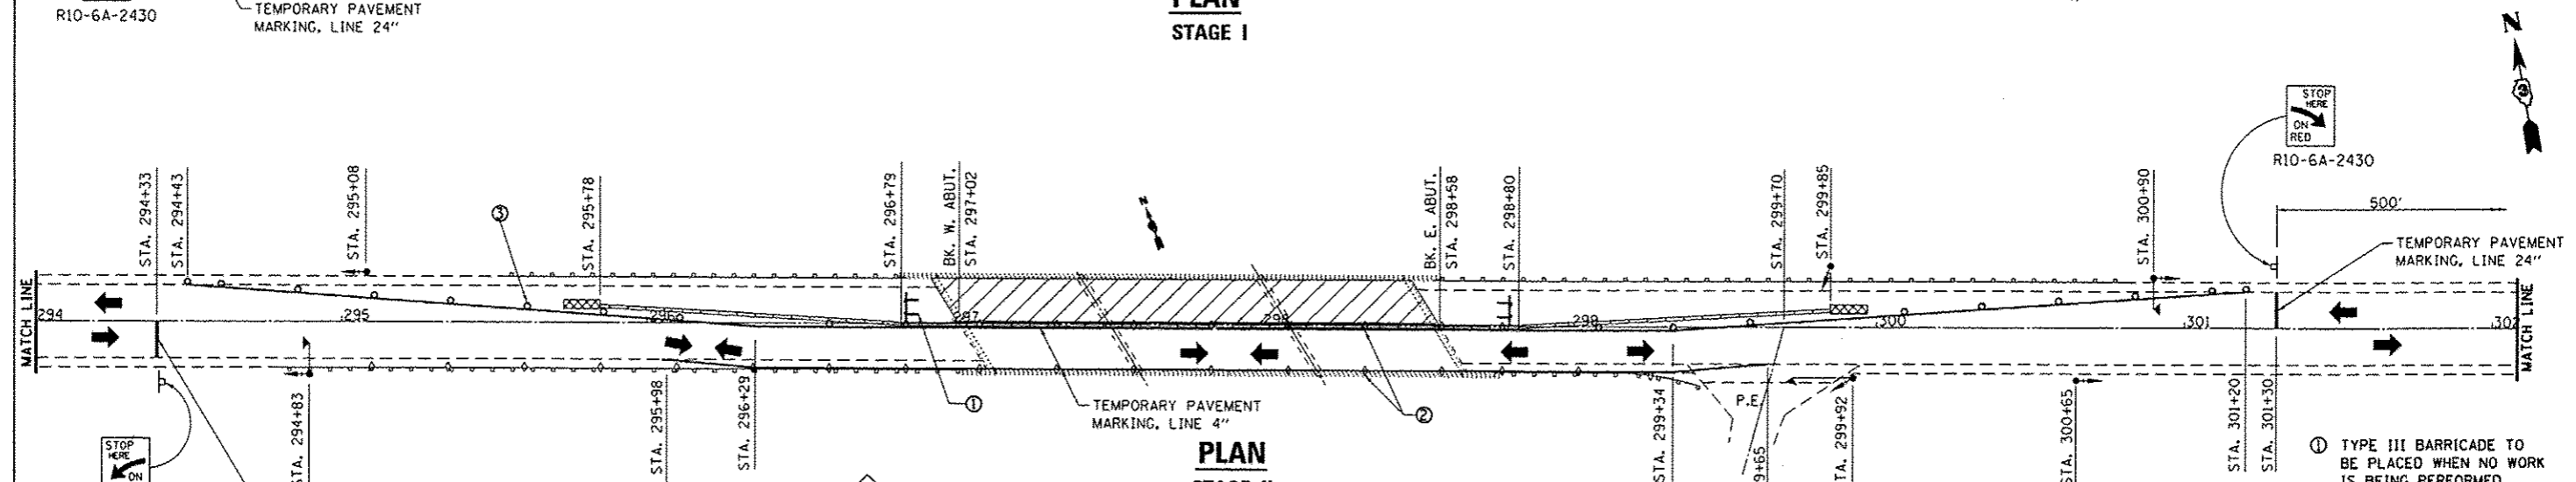 PLAN
STAGE I
R10-6A-2430
TEMPORARY PAVEMENT
MARKING, LINE 24"
N
STOP
HERE
ON
RED
R10-6A-2430
500'
TEMPORARY PAVEMENT
MARKING, LINE 24"
STA. 294+33
STA. 294+43
STA. 295+08
STA. 295+78
STA. 296+79
BK. W. ABUT.
STA. 297+02
N
BK. E. ABUT.
STA. 298+58
STA. 298+80
STA. 299+70
STA. 299+85
STA. 300+90
③
MATCH LINE
294
295
296
297
298
299
300
301
302
MATCH LINE
①
TEMPORARY PAVEMENT
MARKING, LINE 4"
②
P.E.
STA. 294+83
STA. 295+98
STA. 296+29
STA. 299+34
9+65
STA. 299+92
STA. 300+65
STA. 301+20
STA. 301+30
STOP
HERE
ON
PLAN
① TYPE III BARRICADE TO
BE PLACED WHEN NO WORK
IS BEING PERFORMED